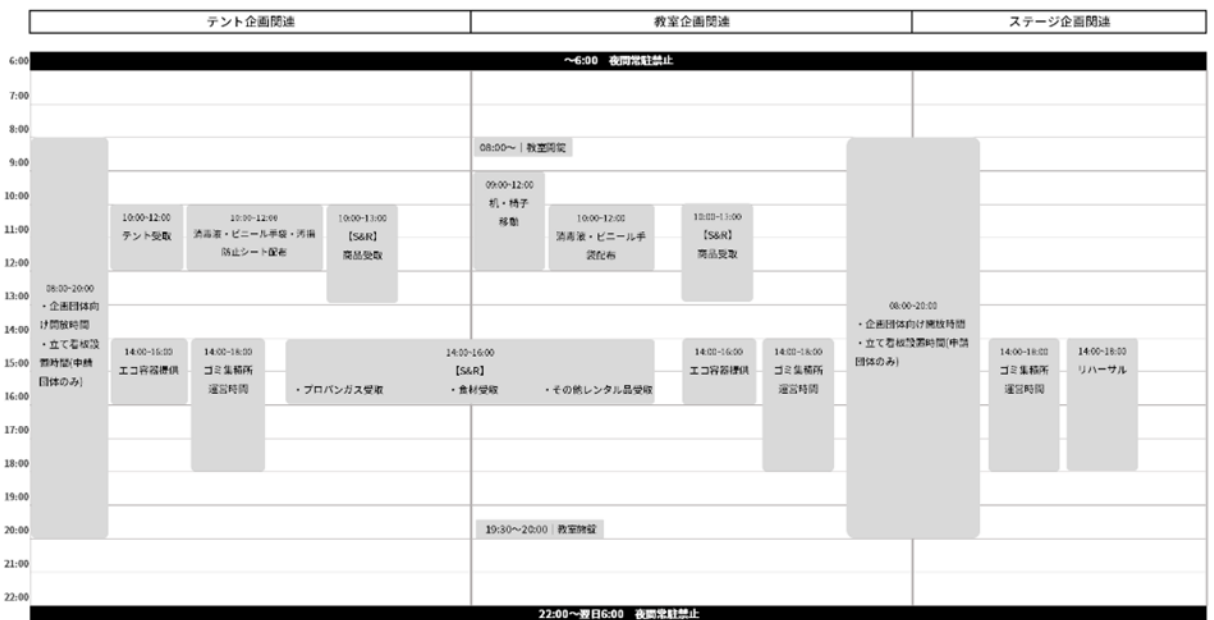 テント企画関連
教室企画関連
ステージ企画関連
6:00
〜6:00 夜間常駐禁止
7:00
8:00
9:00
10:00
11:00
12:00
13:00
14:00
15:00
16:00
17:00
18:00
19:00
20:00
21:00
22:00
08:00-20:00
・企画団体向
け開放時間
・立て看板設
置時間(申請
団体のみ)
10:00-12:00
テント受取
10:00-12:00
消毒液・ビニール手袋・汚損
防止シート配布
10:00-13:00
【S&R】
商品受取
14:00-16:00
エコ容器提供
14:00-18:00
ゴミ集積所
運営時間
14:00-16:00
【S&R】
・プロパンガス受取
・食材受取
・その他レンタル品受取
08:00〜｜教室開錠
09:00-12:00
机・椅子
移動
10:00-12:00
消毒液・ビニール手
袋配布
10:00-13:00
【S&R】
商品受取
14:00-16:00
エコ容器提供
14:00-18:00
ゴミ集積所
運営時間
19:30〜20:00｜教室施錠
08:00-20:00
・企画団体向け開放時間
・立て看板設置時間(申請
団体のみ)
14:00-18:00
ゴミ集積所
運営時間
14:00-18:00
リハーサル
22:00〜翌日6:00 夜間常駐禁止